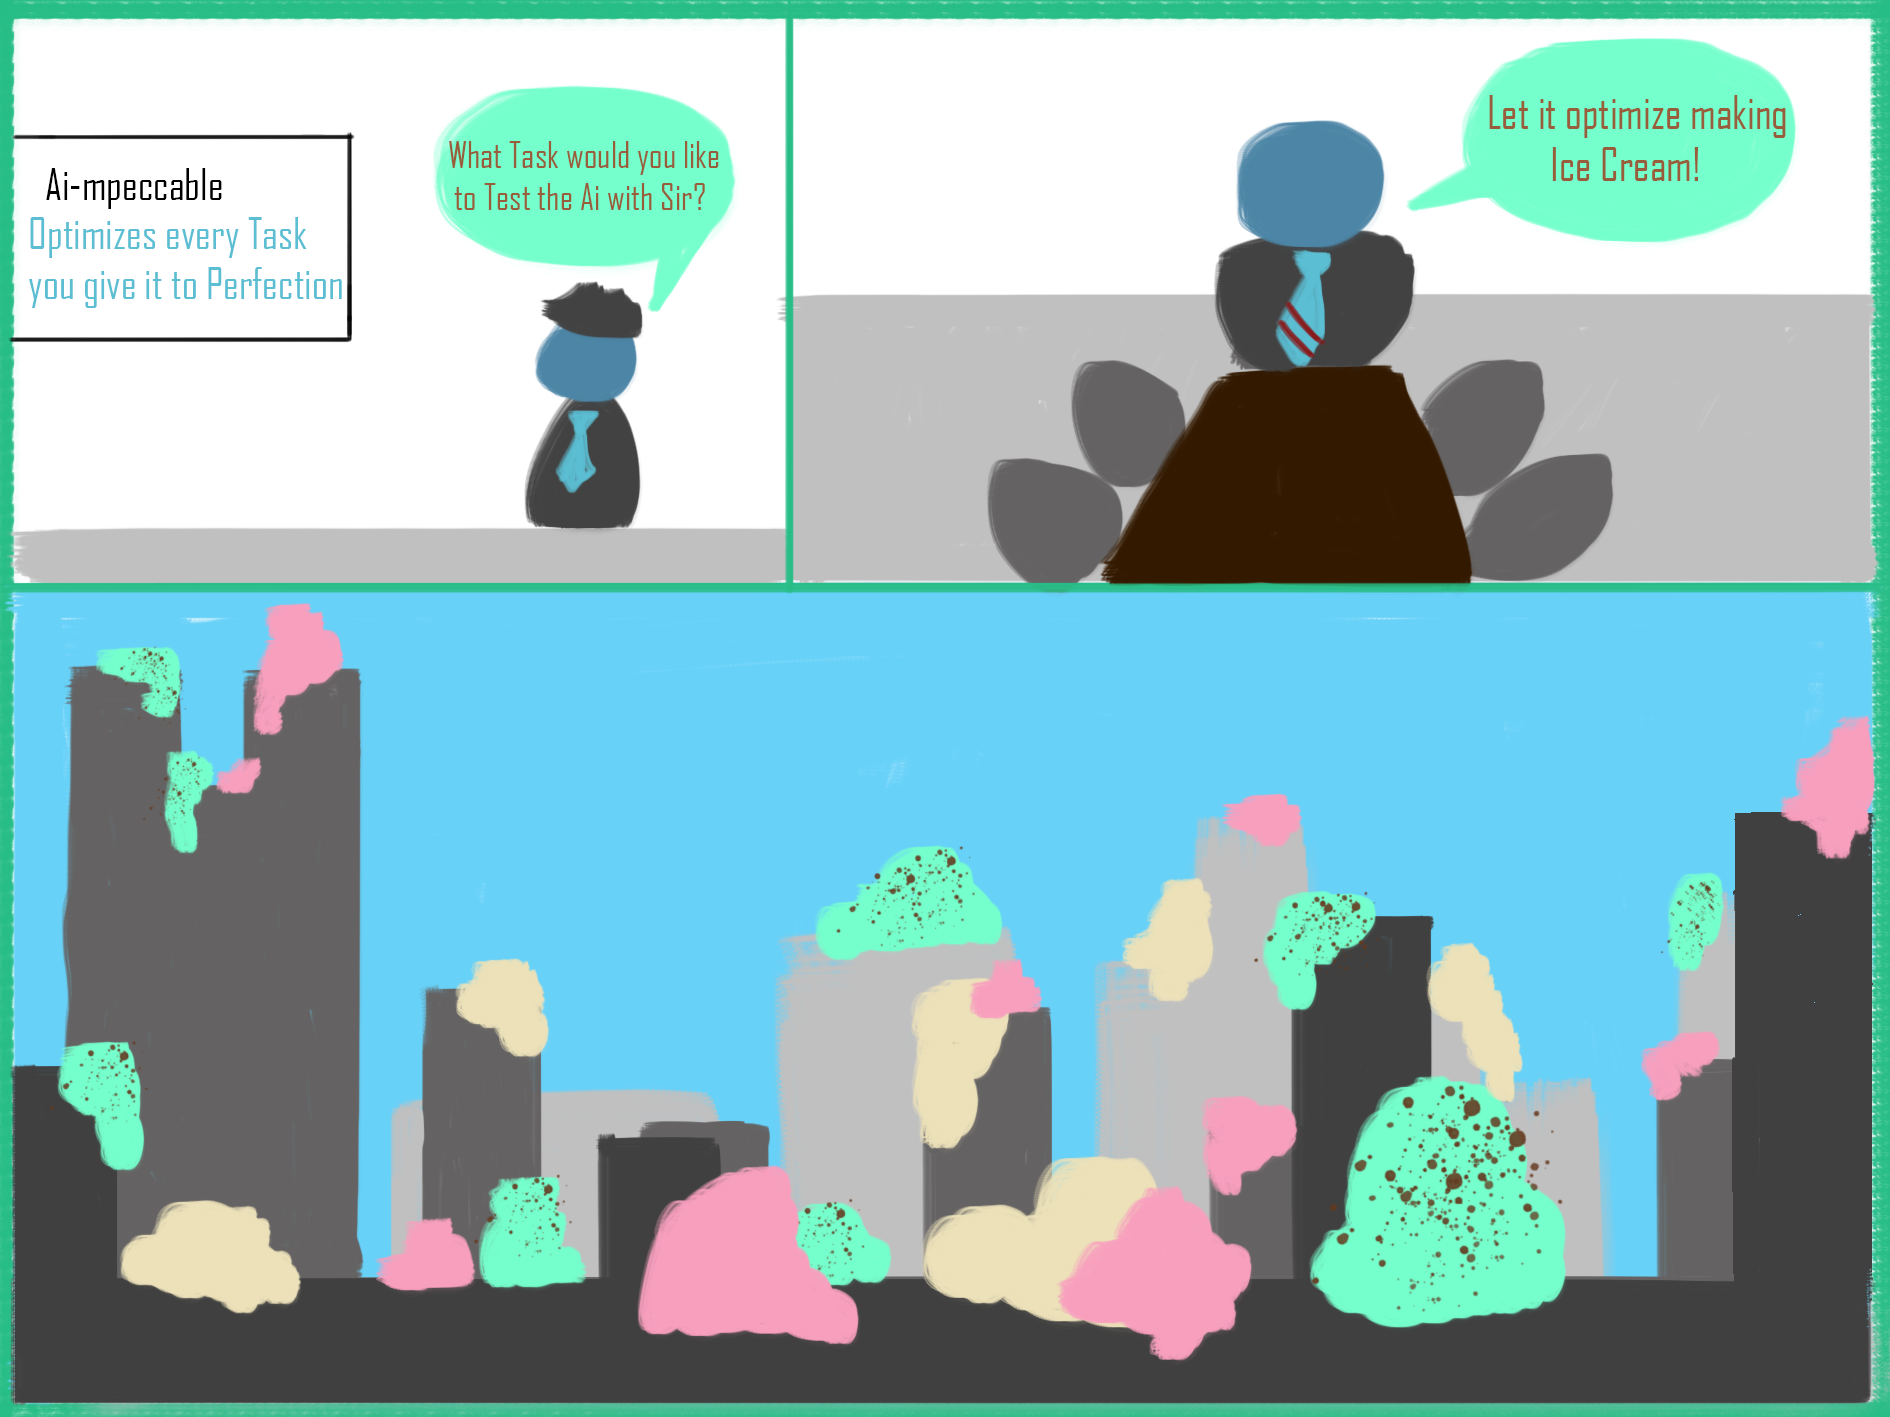 Ai-mpeccable
Optimizes every Task
you give it to Perfection
What Task would you like
to Test the Ai with Sir?
Let it optimize making
Ice Cream!